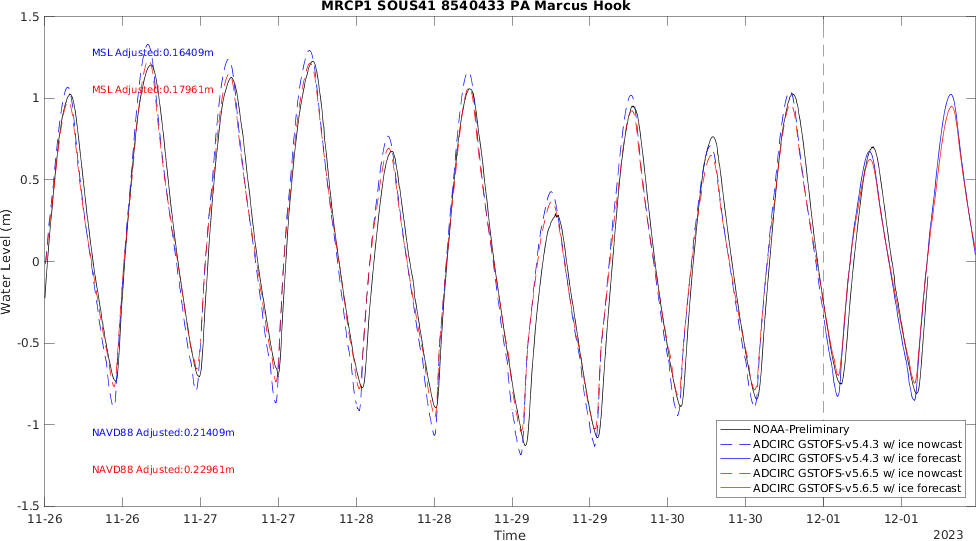 MRCP1 SOUS41 8540433 PA Marcus Hook
1.5
1
0.5
0
-0.5
-1
-1.5
Water Level (m)
MSL Adjusted:0.16409m
MSL Adjusted:0.17961m
NAVD88 Adjusted:0.21409m
NAVD88 Adjusted:0.22961m
NOAA-Preliminary
ADCIRC GSTOFS-v5.4.3 w/ ice nowcast
ADCIRC GSTOFS-v5.4.3 w/ ice forecast
ADCIRC GSTOFS-v5.6.5 w/ ice nowcast
ADCIRC GSTOFS-v5.6.5 w/ ice forecast
11-26 11-26 11-27 11-27 11-28 11-28 11-29 11-29 11-30 11-30 12-01 12-01
Time
2023